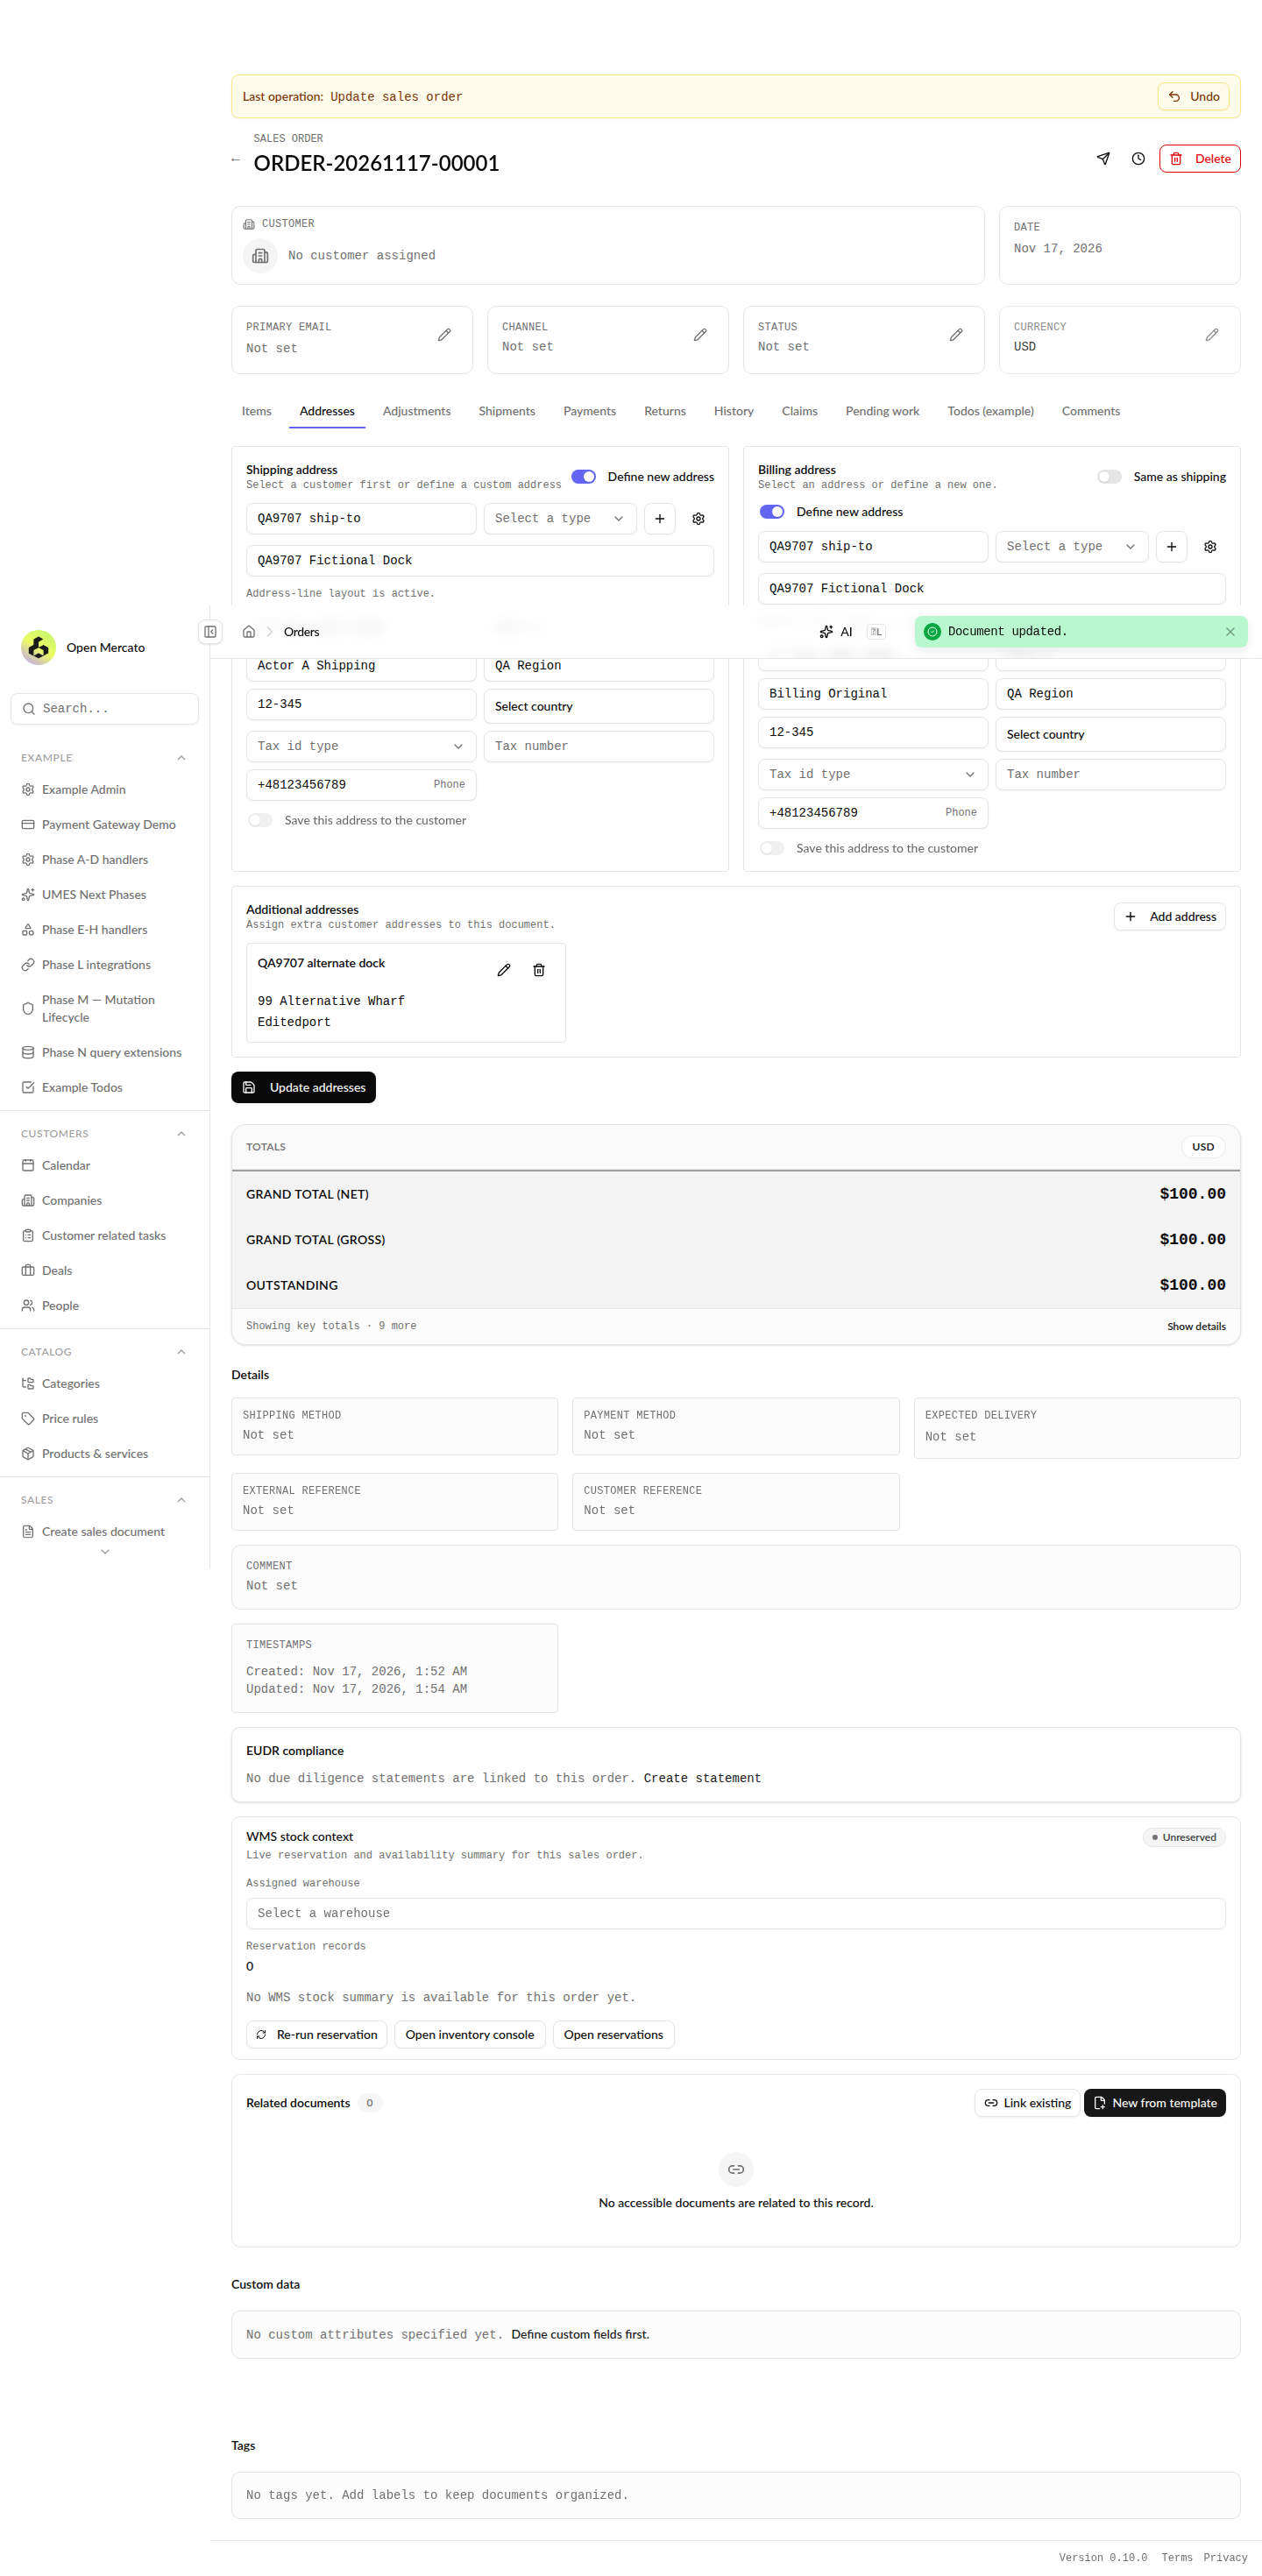 Last operation: Update sales order
Undo
SALES ORDER
← ORDER-20261117-00001
Delete
CUSTOMER
No customer assigned
DATE
Nov 17, 2026
PRIMARY EMAIL
Not set
CHANNEL
Not set
STATUS
Not set
CURRENCY
USD
Items Addresses Adjustments Shipments Payments Returns History Claims Pending work Todos (example) Comments
Shipping address
Select a customer first or define a custom address
Define new address
QA9707 ship-to
Select a type
QA9707 Fictional Dock
Address-line layout is active.
Billing address
Select an address or define a new one.
Same as shipping
Define new address
QA9707 ship-to
Select a type
QA9707 Fictional Dock
Open Mercato
Orders
AI
Document updated.
Actor A Shipping
QA Region
12-345
Select country
Tax id type
Tax number
+48123456789
Phone
Save this address to the customer
Billing Original
QA Region
12-345
Select country
Tax id type
Tax number
+48123456789
Phone
Save this address to the customer
Search...
EXAMPLE
Example Admin
Payment Gateway Demo
Phase A-D handlers
UMES Next Phases
Phase E-H handlers
Phase L integrations
Phase M — Mutation
Lifecycle
Phase N query extensions
Example Todos
CUSTOMERS
Calendar
Companies
Customer related tasks
Deals
People
CATALOG
Categories
Price rules
Products & services
SALES
Create sales document
Additional addresses
Assign extra customer addresses to this document.
Add address
QA9707 alternate dock
99 Alternative Wharf
Editedport
Update addresses
TOTALS
USD
GRAND TOTAL (NET)
$100.00
GRAND TOTAL (GROSS)
$100.00
OUTSTANDING
$100.00
Showing key totals · 9 more
Show details
Details
SHIPPING METHOD
Not set
PAYMENT METHOD
Not set
EXPECTED DELIVERY
Not set
EXTERNAL REFERENCE
Not set
CUSTOMER REFERENCE
Not set
COMMENT
Not set
TIMESTAMPS
Created: Nov 17, 2026, 1:52 AM
Updated: Nov 17, 2026, 1:54 AM
EUDR compliance
No due diligence statements are linked to this order. Create statement
WMS stock context
Unreserved
Live reservation and availability summary for this sales order.
Assigned warehouse
Select a warehouse
Reservation records
0
No WMS stock summary is available for this order yet.
Re-run reservation
Open inventory console
Open reservations
Related documents 0
Link existing
New from template
No accessible documents are related to this record.
Custom data
No custom attributes specified yet. Define custom fields first.
Tags
No tags yet. Add labels to keep documents organized.
Version 0.10.0 Terms Privacy